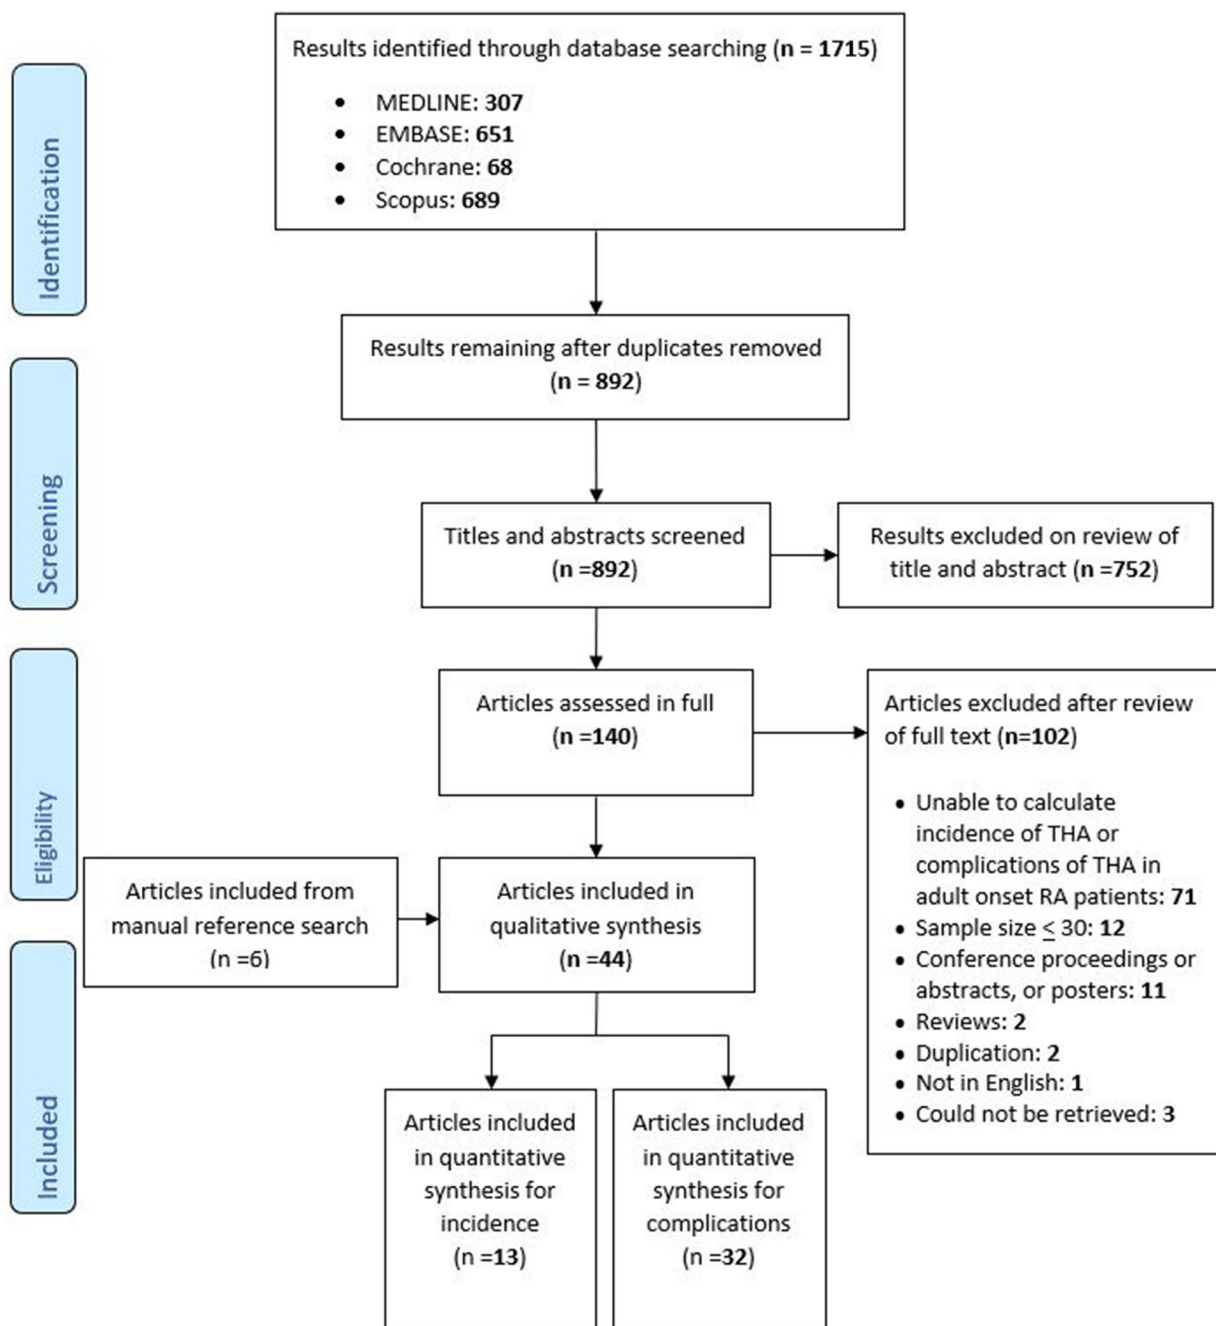 Identification
Results identified through database searching (n = 1715)
• MEDLINE: 307
• EMBASE: 651
• Cochrane: 68
• Scopus: 689
Results remaining after duplicates removed
(n = 892)
Screening
Titles and abstracts screened
(n =892)
Results excluded on review of
title and abstract (n =752)
Eligibility
Articles assessed in full
(n =140)
Articles excluded after review
of full text (n=102)
• Unable to calculate
incidence of THA or
complications of THA in
adult onset RA patients: 71
• Sample size ≤ 30: 12
• Conference proceedings or
abstracts, or posters: 11
• Reviews: 2
• Duplication: 2
• Not in English: 1
• Could not be retrieved: 3
Articles included from
manual reference search
(n =6)
Articles included in
qualitative synthesis
(n =44)
Included
Articles included
in quantitative
synthesis for
incidence
(n =13)
Articles included
in quantitative
synthesis for
complications
(n =32)